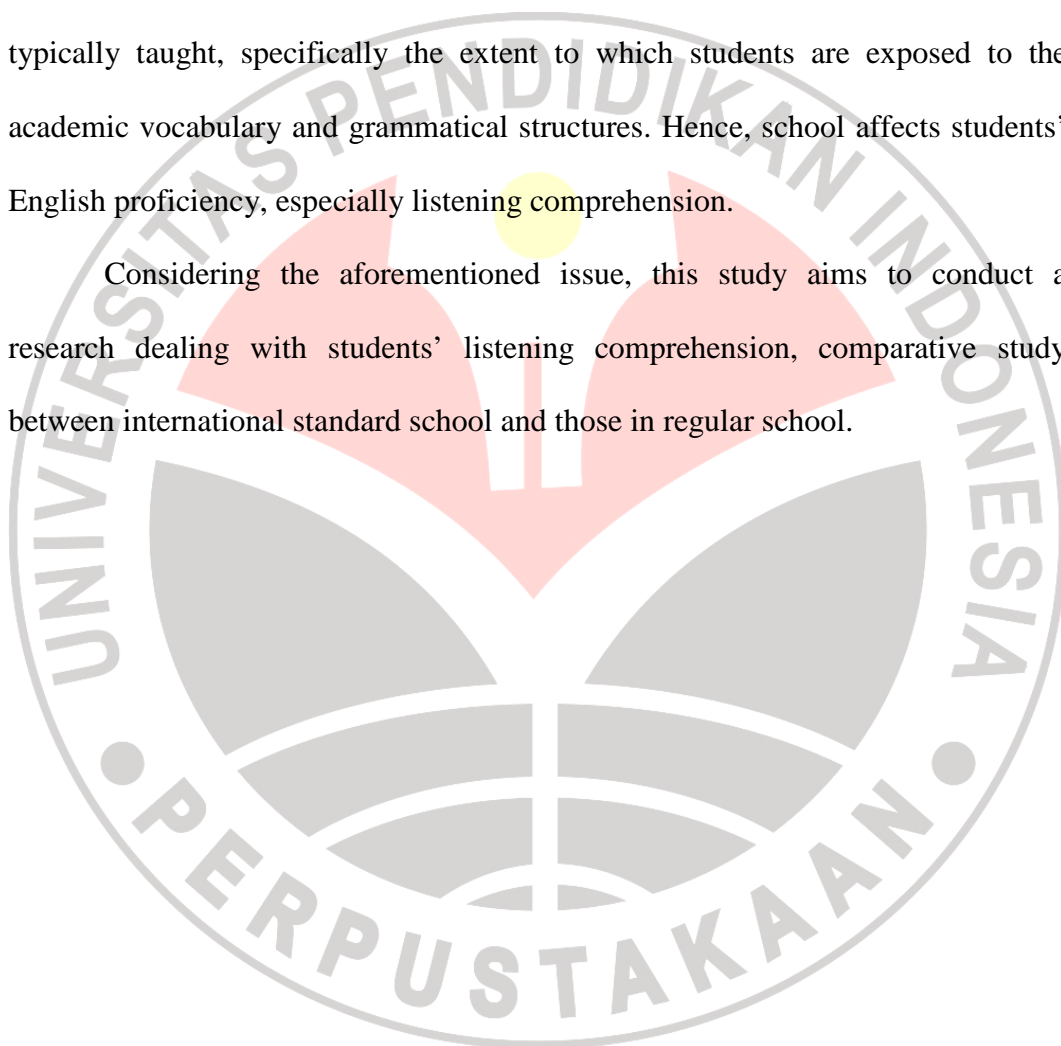 typically taught, specifically the extent to which students are exposed to the
academic vocabulary and grammatical structures. Hence, school affects students’
English proficiency, especially listening comprehension.
Considering the aforementioned issue, this study aims to conduct a
research dealing with students’ listening comprehension, comparative study
between international standard school and those in regular school.
UNIVERSITAS PENDIDIKAN INDONESIA
PERPUSTAKAAN